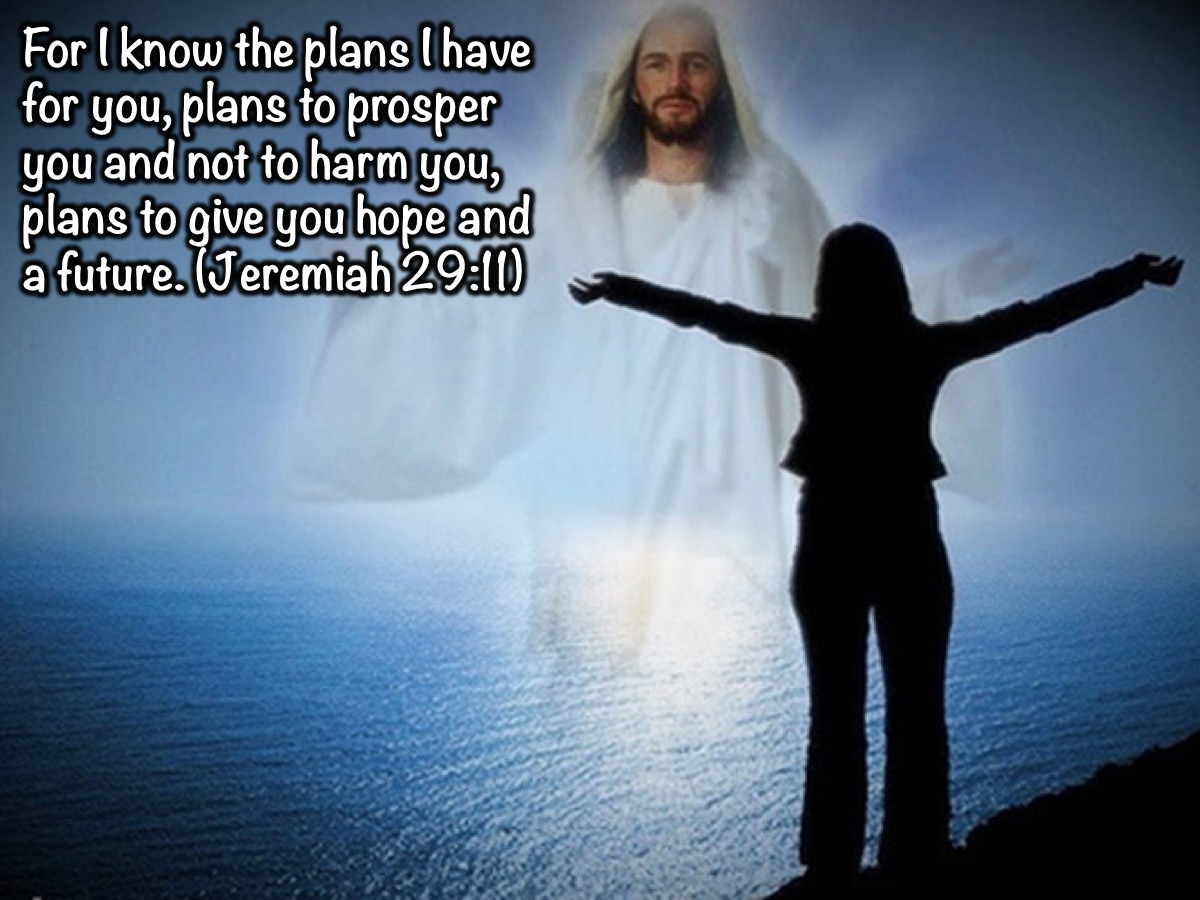 For I know the plans I have
for you, plans to prosper
you and not to harm you,
plans to give you hope and
a future. (Jeremiah 29:11)